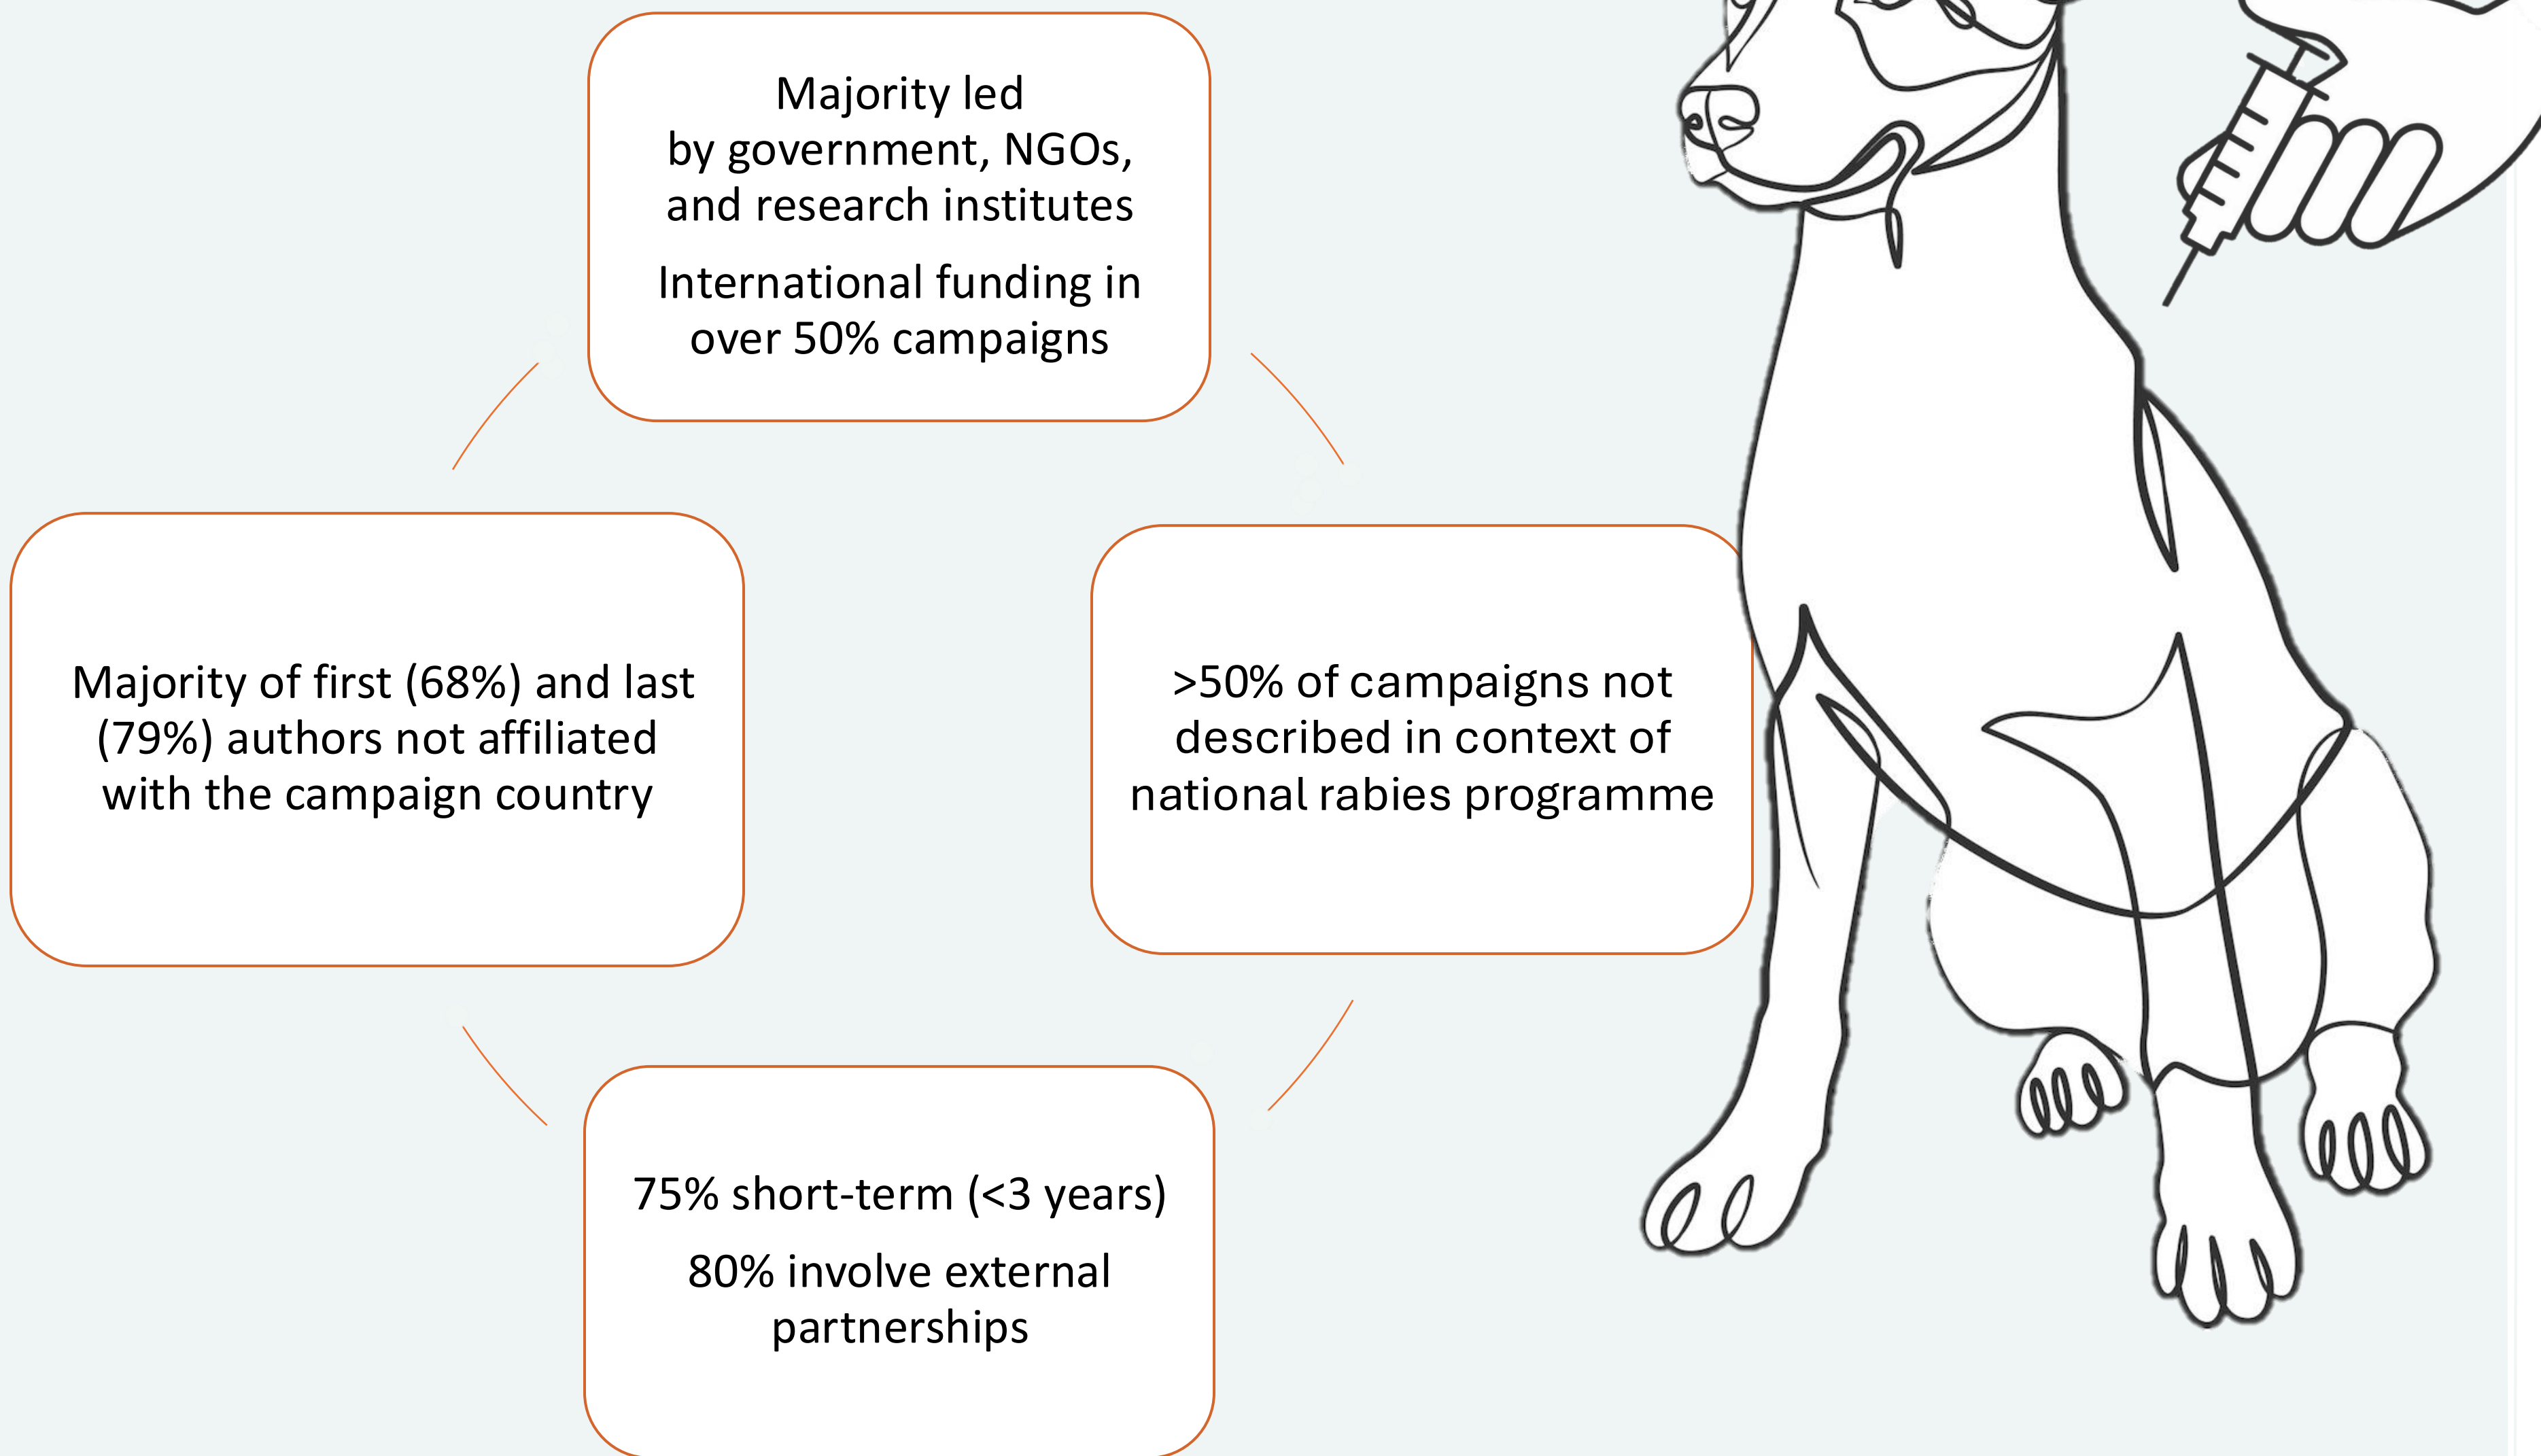 Majority led
by government, NGOs,
and research institutes
International funding in
over 50% campaigns
Majority of first (68%) and last
(79%) authors not affiliated
with the campaign country
>50% of campaigns not
described in context of
national rabies programme
75% short-term (<3 years)
80% involve external
partnerships